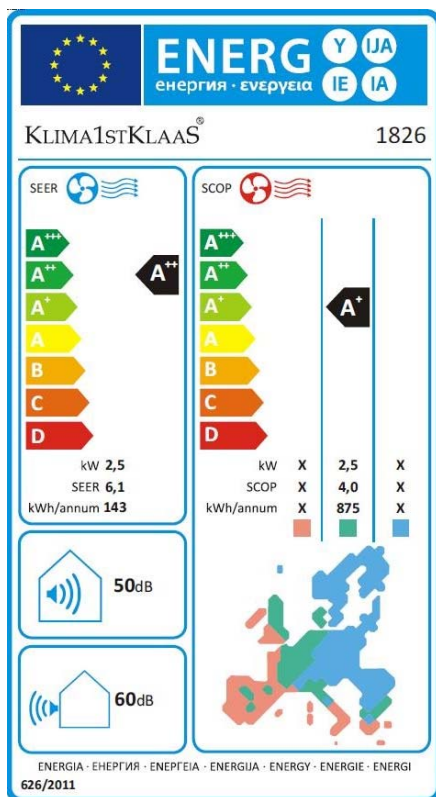 ENERG
енергия · ενεργεια
Y IJA
IE IA
KLIMA1STKLAAS® 1826
SEER
A+++
A++
A+
A
B
C
D
A++
kW 2,5
SEER 6,1
kWh/annum 143
SCOP
A+++
A++
A+
A
B
C
D
A+
kW X 2,5 X
SCOP X 4,0 X
kWh/annum X 875 X
50dB
60dB
ENERGIA · ЕНЕРГИЯ · ΕΝΕΡΓΕΙΑ · ENERGIJA · ENERGY · ENERGIE · ENERGI
626/2011